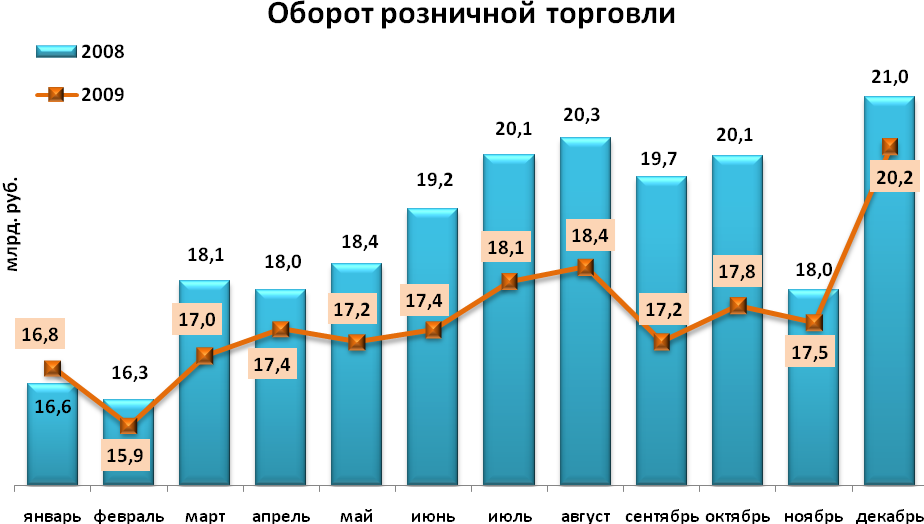 Оборот розничной торговли
2008
2009
млрд. руб.
16,6 16,3 18,1 18,0 18,4 19,2 20,1 20,3 19,7 20,1 18,0 21,0
16,8 15,9 17,0 17,4 17,2 17,4 18,1 18,4 17,2 17,8 17,5 20,2
январь февраль март апрель май июнь июль август сентябрь октябрь ноябрь декабрь